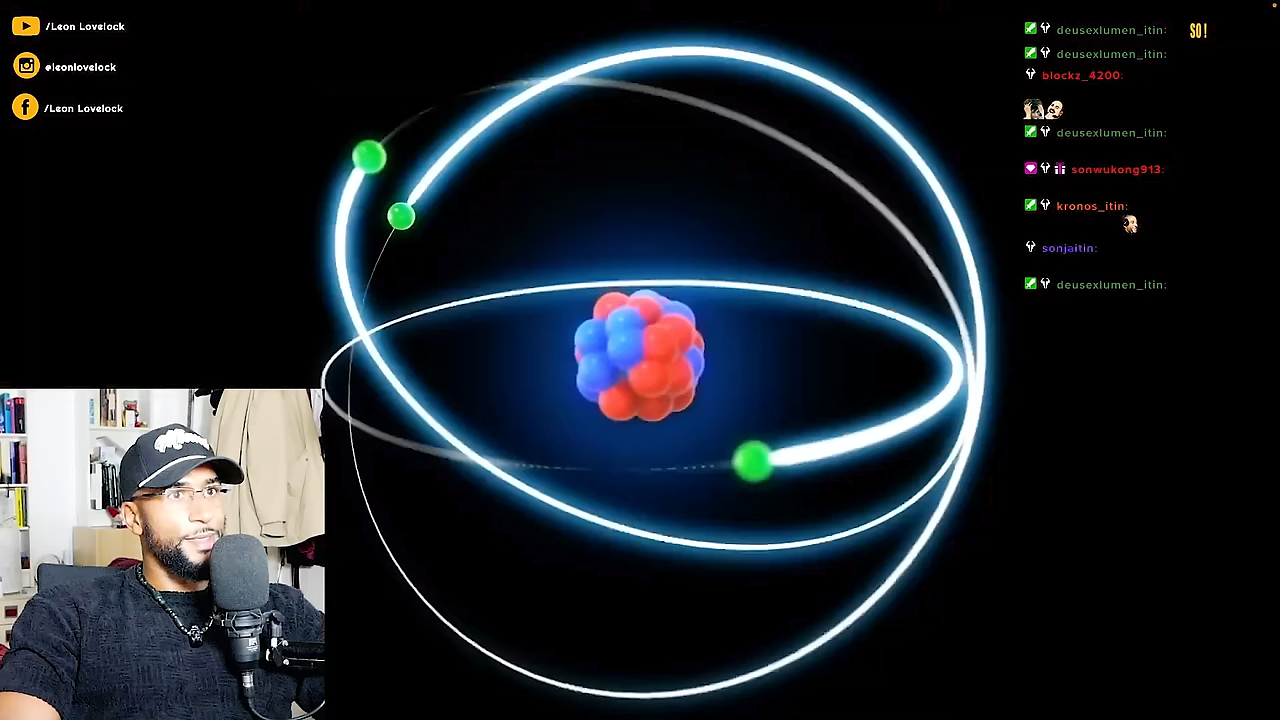 /Leon Lovelock
@leonlovelock
/Leon Lovelock
deusexlumen_itin: SO!
deusexlumen_itin:
blockz_4200:
deusexlumen_itin:
sonwukong913:
kronos_itin:
sonjaitin:
deusexlumen_itin: